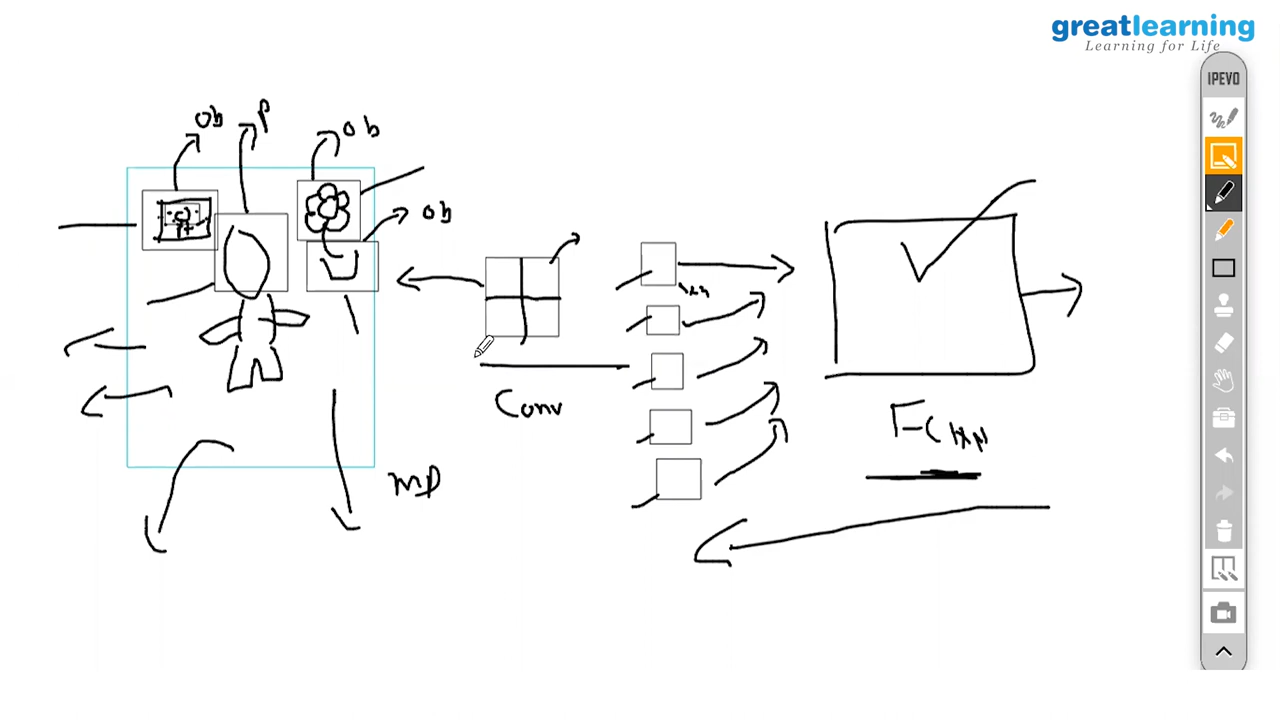 greatlearning
Learning for Life
IPEVO
Ob
P
Ob
Ob
Conv
MP
FC